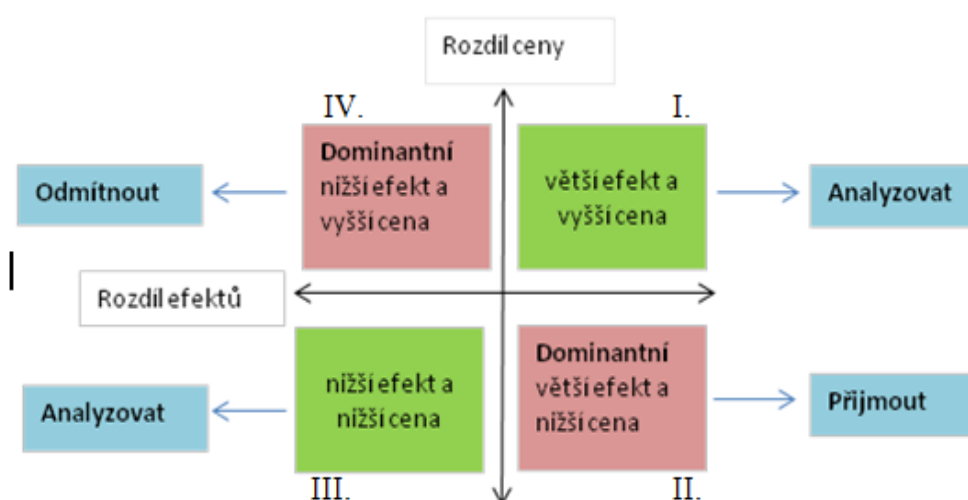 Rozdíl ceny
IV.
I.
Dominantní
nižší efekt a
vyšší cena
větší efekt a
vyšší cena
Odmítnout
Analyzovat
Rozdíl efektů
nižší efekt a
nižší cena
Dominantní
větší efekt a
nižší cena
Analyzovat
Přijmout
III.
II.